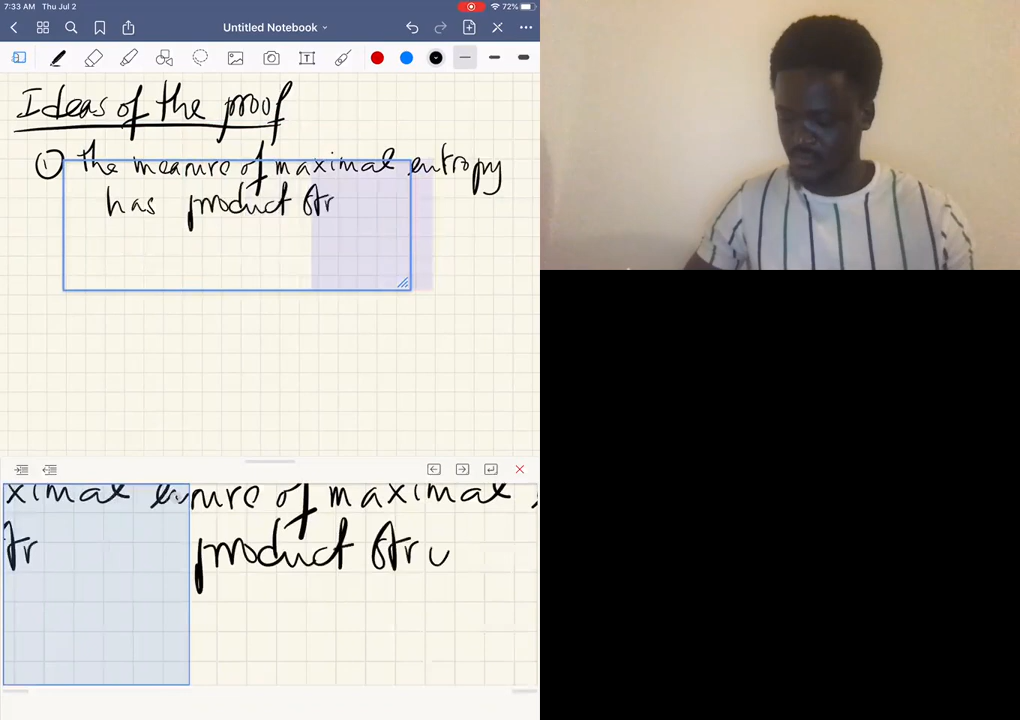 7:33 AM Thu Jul 2
72%
Untitled Notebook
Ideas of the proof
① the measure of maximal entropy
has product str
ximal
sure of maximal
str
product stru